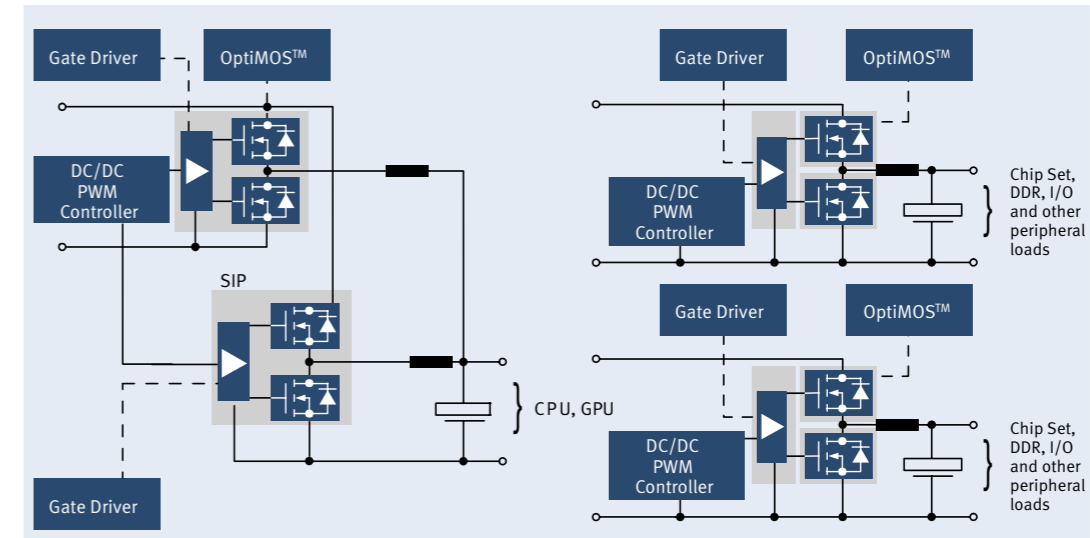 Gate Driver
OptiMOS™
DC/DC
PWM
Controller
SIP
CPU, GPU
Gate Driver
Gate Driver
OptiMOS™
DC/DC
PWM
Controller
Chip Set,
DDR, I/O
and other
peripheral
loads
Gate Driver
OptiMOS™
DC/DC
PWM
Controller
Chip Set,
DDR, I/O
and other
peripheral
loads